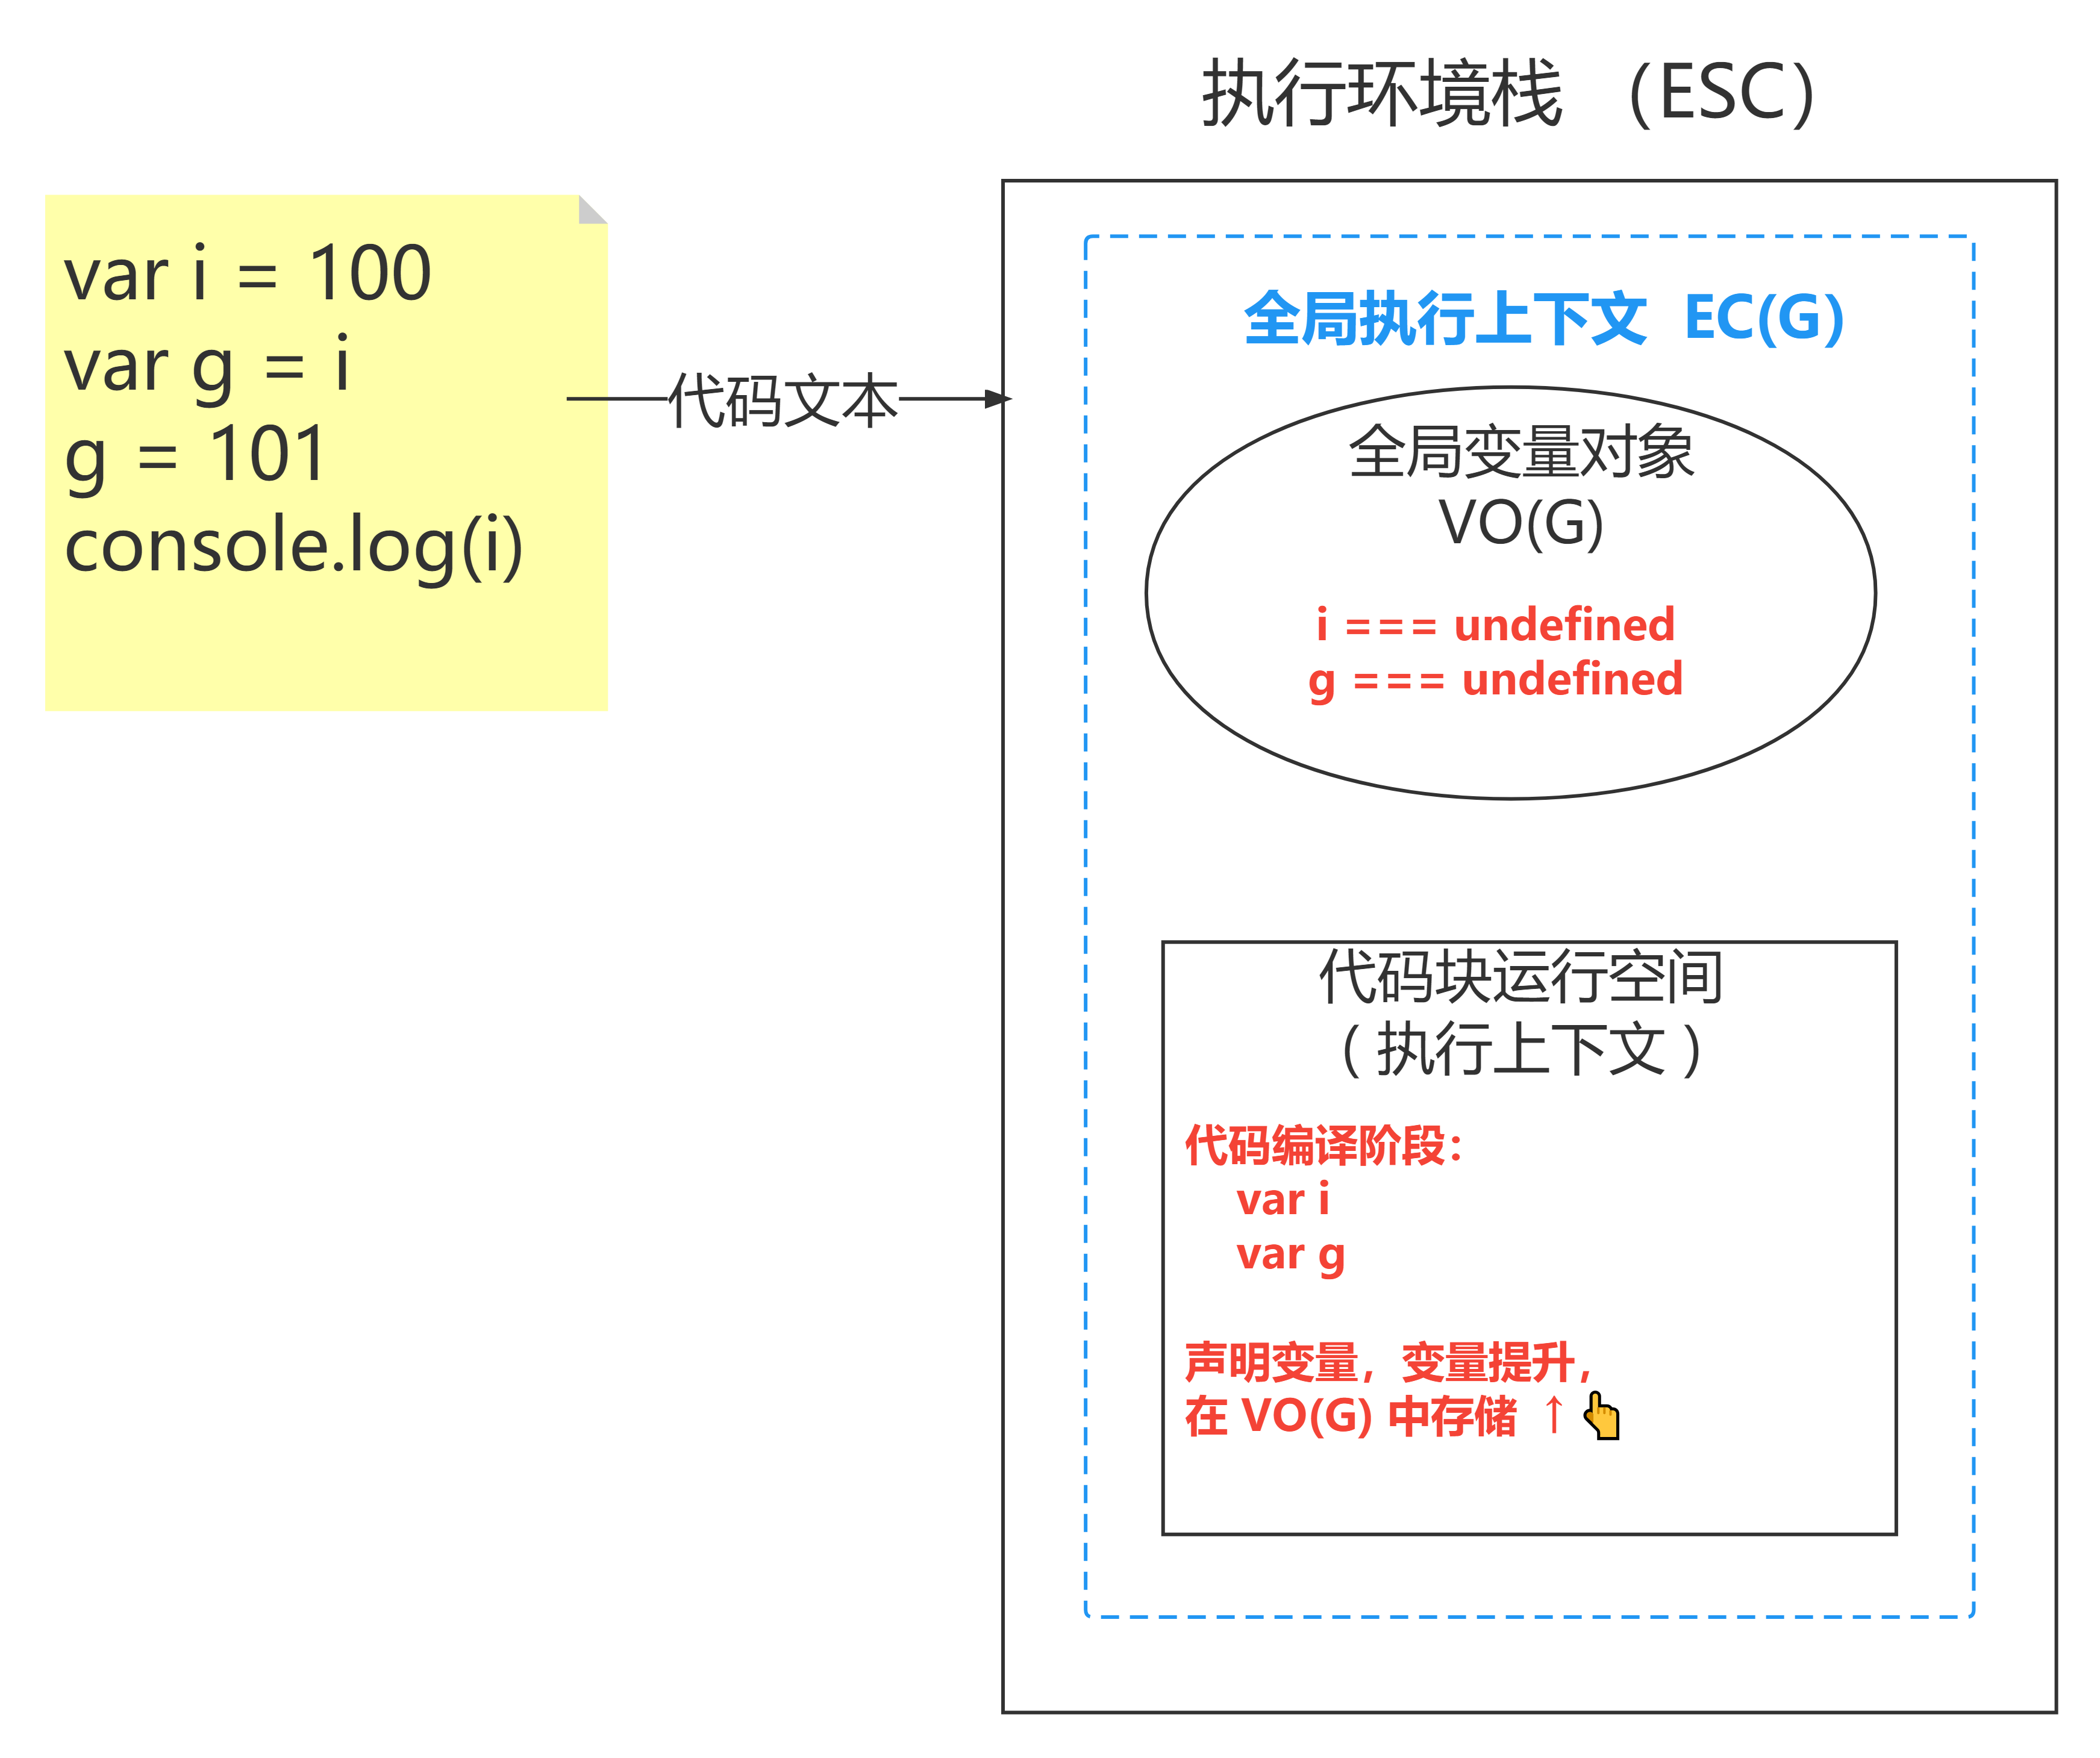 执行环境栈 （ESC）
var i = 100
var g = i
g = 101
console.log(i)
代码文本
全局执行上下文 EC(G)
全局变量对象
VO(G)
i === undefined
g === undefined
代码块运行空间
( 执行上下文 )
代码编译阶段：
var i
var g
声明变量，变量提升，
在 VO(G) 中存储 ↑ 👆